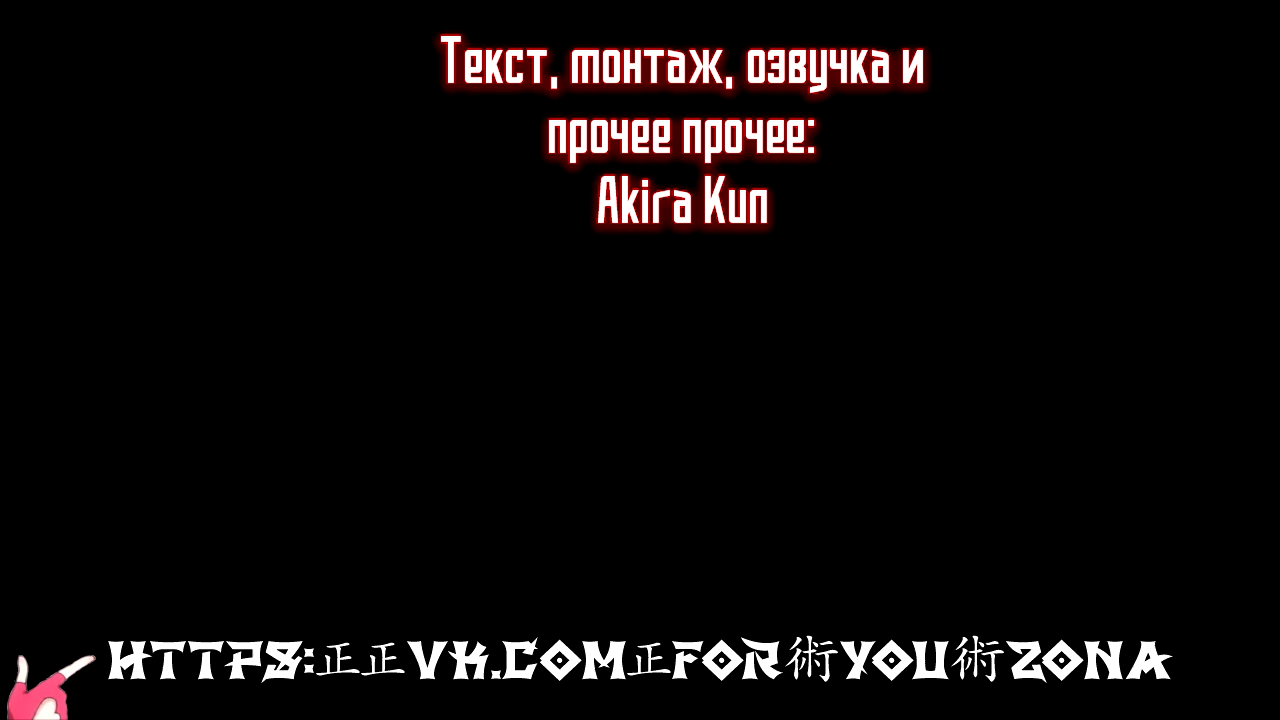 Текст, монтаж, озвучка и
прочее прочее:
Akira Kun
HTTPS:正正VK.COM正FOR術YOU術ZONA